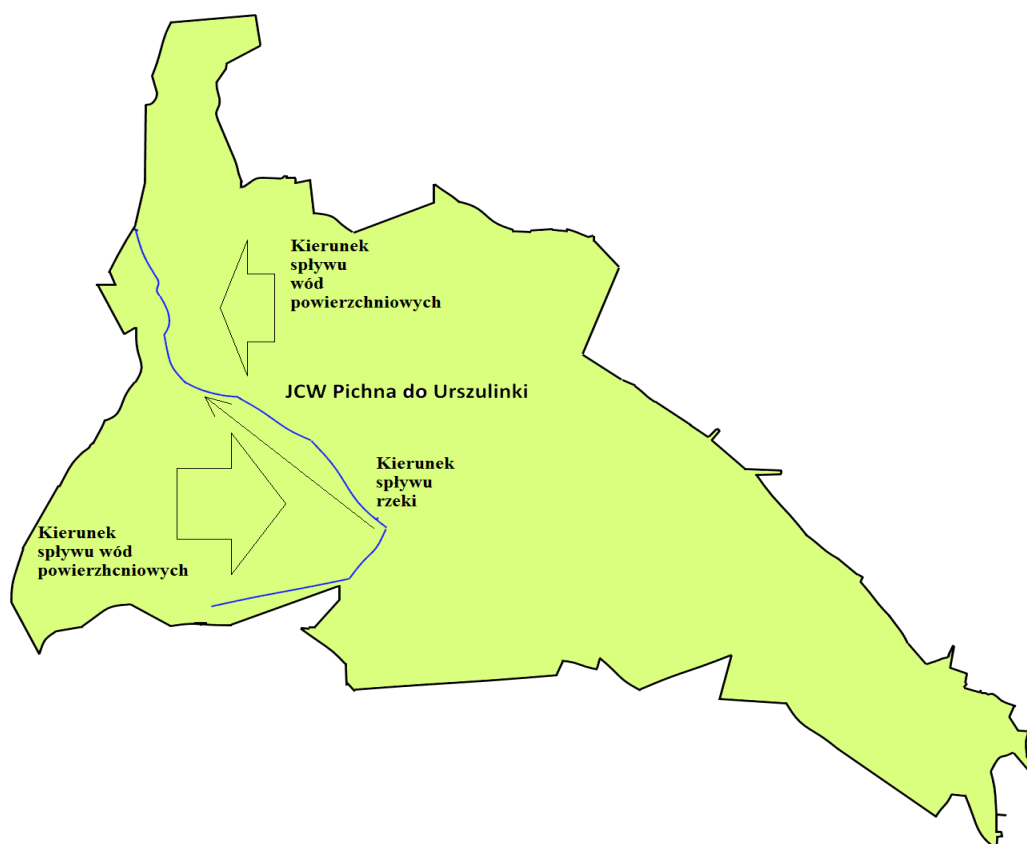 Kierunek
spływu
wód
powierzchniowych
JCW Pichna do Urszulinki
Kierunek
spływu
rzeki
Kierunek
spływu wód
powierzhcniowych